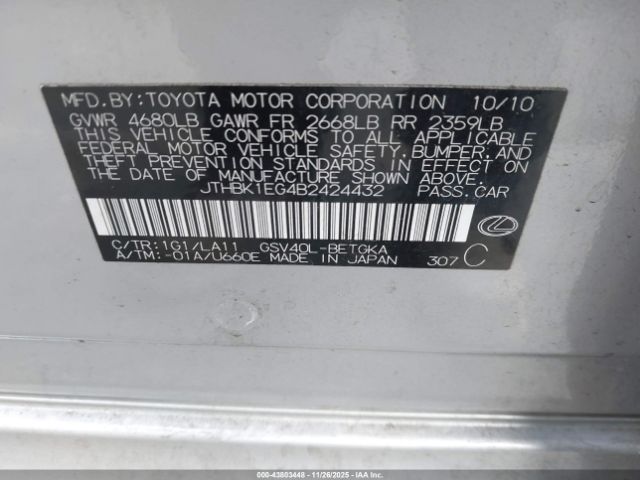 MFD.BY:TOYOTA MOTOR CORPORATION 10/10
GVWR 4680LB GAWR FR 2668LB RR 2359LB
THIS VEHICLE CONFORMS TO ALL APPLICABLE
FEDERAL MOTOR VEHICLE SAFETY, BUMPER, AND
THEFT PREVENTION STANDARDS IN EFFECT ON
THE DATE OF MANUFACTURE SHOWN ABOVE.
JTHBK1EG4B2424432 PASS.CAR
C/TR:1G1/LA11 GSV40L-BETGKA
A/TM:-01A/U660E MADE IN JAPAN 307 C
000-43803448 - 11/26/2025 - ©IAA Inc.